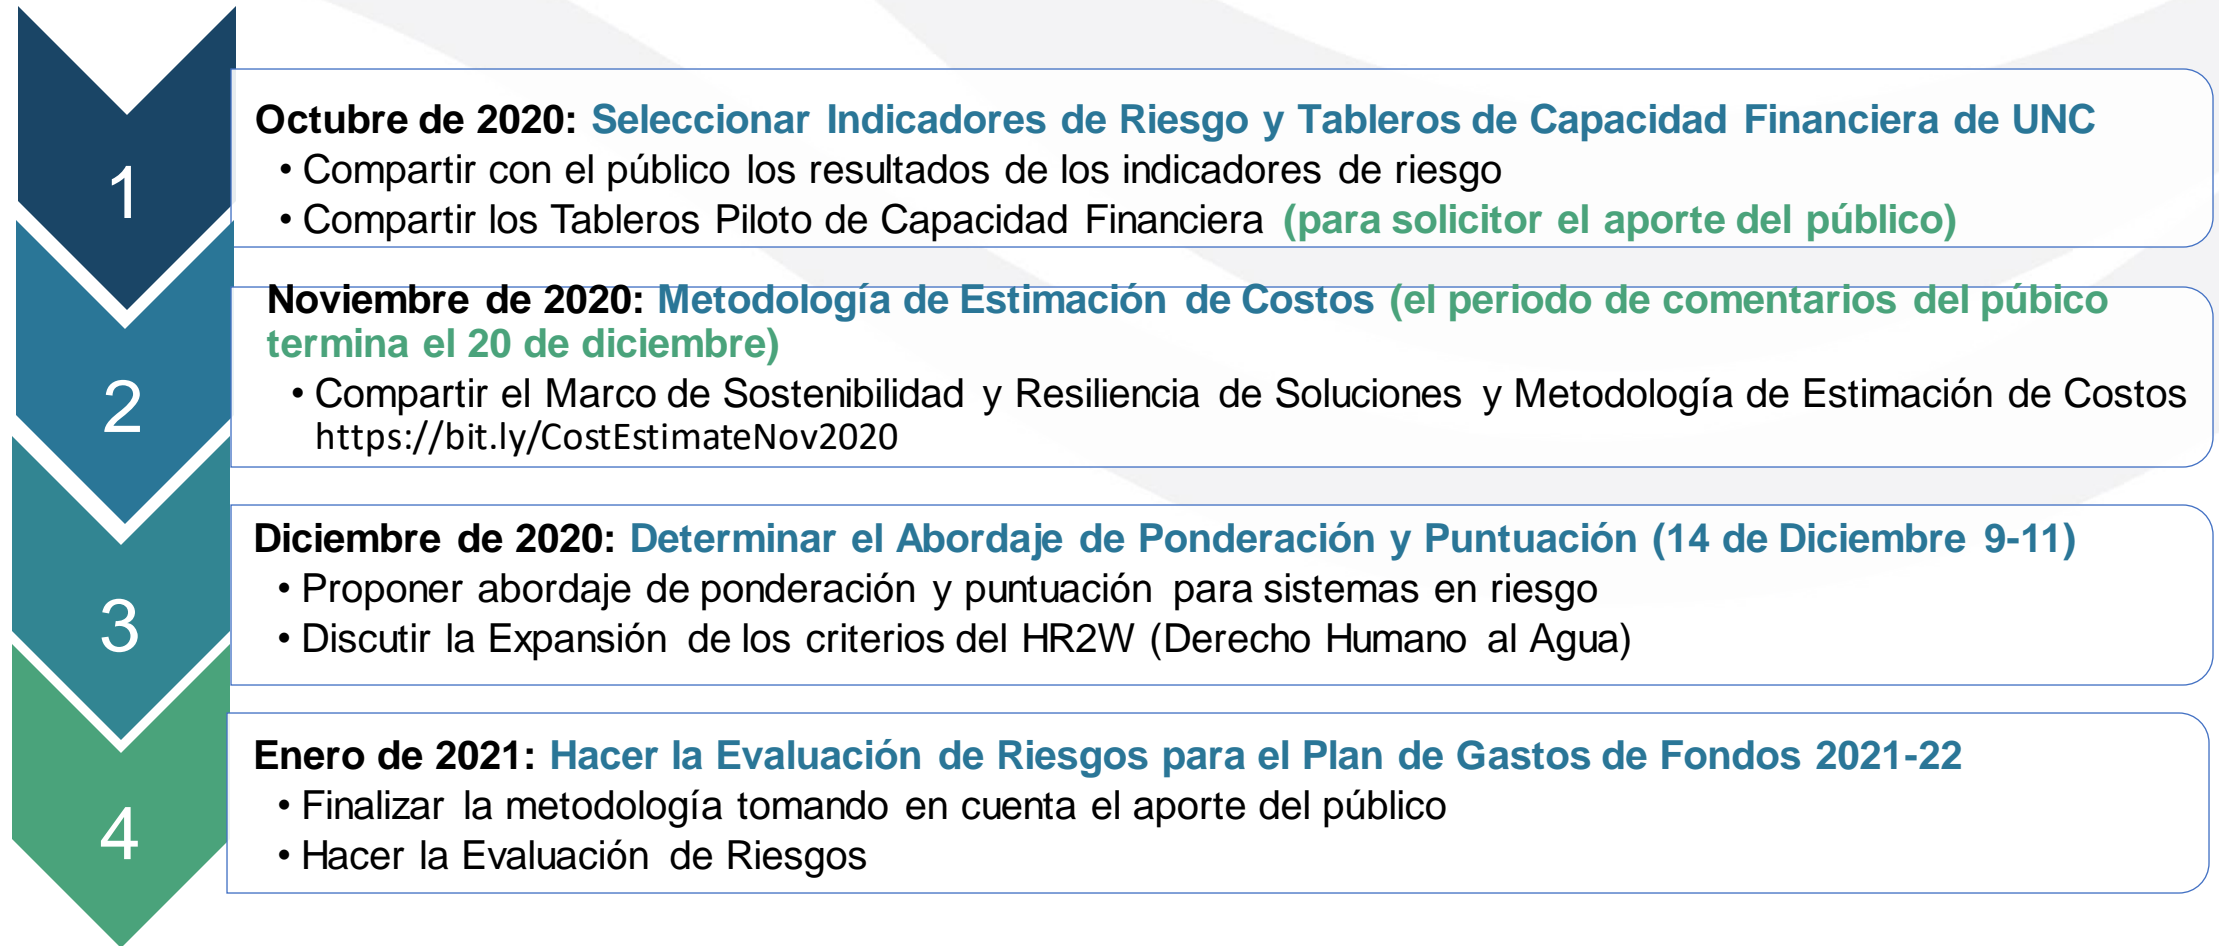 1
Octubre de 2020: Seleccionar Indicadores de Riesgo y Tableros de Capacidad Financiera de UNC
• Compartir con el público los resultados de los indicadores de riesgo
• Compartir los Tableros Piloto de Capacidad Financiera (para solicitor el aporte del público)
2
Noviembre de 2020: Metodología de Estimación de Costos (el periodo de comentarios del púbico
termina el 20 de diciembre)
• Compartir el Marco de Sostenibilidad y Resiliencia de Soluciones y Metodología de Estimación de Costos
https://bit.ly/CostEstimateNov2020
3
Diciembre de 2020: Determinar el Abordaje de Ponderación y Puntuación (14 de Diciembre 9-11)
• Proponer abordaje de ponderación y puntuación para sistemas en riesgo
• Discutir la Expansión de los criterios del HR2W (Derecho Humano al Agua)
4
Enero de 2021: Hacer la Evaluación de Riesgos para el Plan de Gastos de Fondos 2021-22
• Finalizar la metodología tomando en cuenta el aporte del público
• Hacer la Evaluación de Riesgos